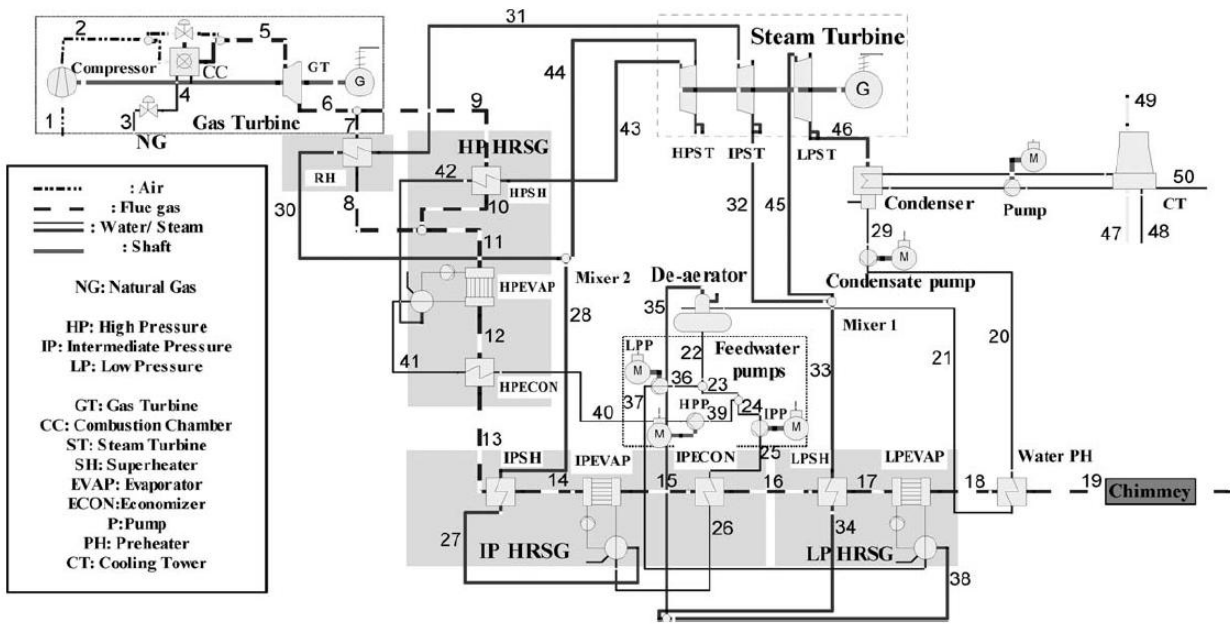 2
5
31
Compressor
CC
GT
G
4
6
9
1
3
NG
Gas Turbine
7
44
43
Steam Turbine
G
46
HPST
IPST
LPST
49
M
50
Pump
CT
47
48
Condenser
29
M
Condensate pump
RH
HP HRSG
42
HPSH
8
10
30
11
HPEVAP
12
41
HPECON
13
32
45
Mixer 2
28
De-aerator
35
Mixer 1
20
21
33
LPP
M
22
Feedwater
pumps
36
23
37
HPP
24
39
IPP
M
M
40
25
IPSH
IPEVAP
IPECON
LPSH
LPEVAP
Water PH
14
15
16
17
18
19
Chimmey
27
26
34
IP HRSG
LP HRSG
38
: Air
: Flue gas
: Water/ Steam
: Shaft
NG: Natural Gas
HP: High Pressure
IP: Intermediate Pressure
LP: Low Pressure
GT: Gas Turbine
CC: Combustion Chamber
ST: Steam Turbine
SH: Superheater
EVAP: Evaporator
ECON:Economizer
P:Pump
PH: Preheater
CT: Cooling Tower